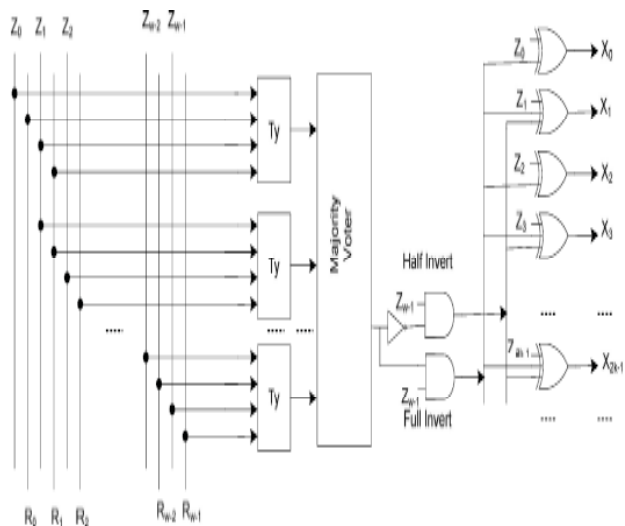 Z0 Z1 Z2 Zw-2 Zw-1
Z0 X0
Z1 X1
Ty
Z2 X2
Z3 X3
Majority
Voter
Ty
Half Invert
Zw-1
..... ..... .....
.... ....
X2k-1
Ty
Zw-1
Full Invert
.... ....
Rw-2 Rw-1
R0 R1